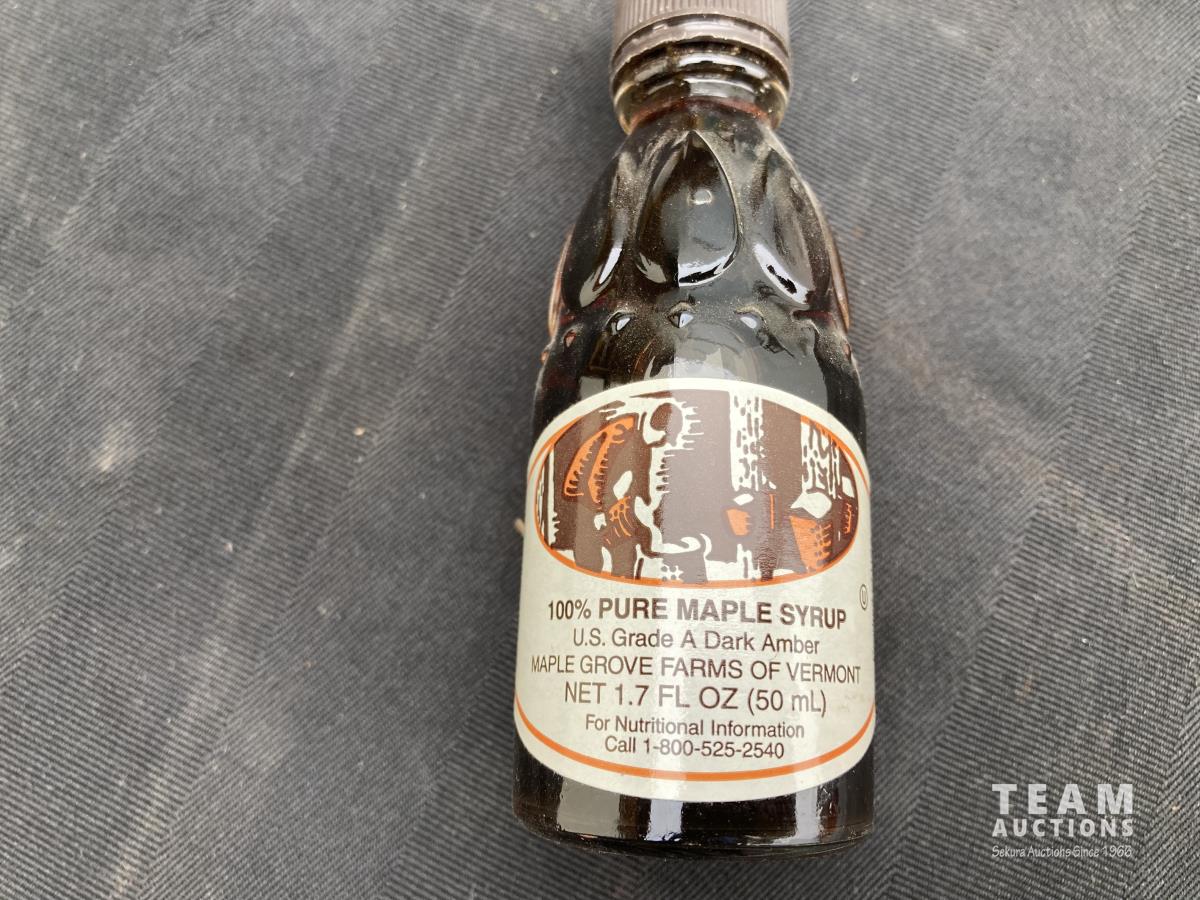 Ⓤ
100% PURE MAPLE SYRUP
U.S. Grade A Dark Amber
MAPLE GROVE FARMS OF VERMONT
NET 1.7 FL OZ (50 mL)
For Nutritional Information
Call 1-800-525-2540
TEAM
AUCTIONS
Sekura Auctions Since 1966